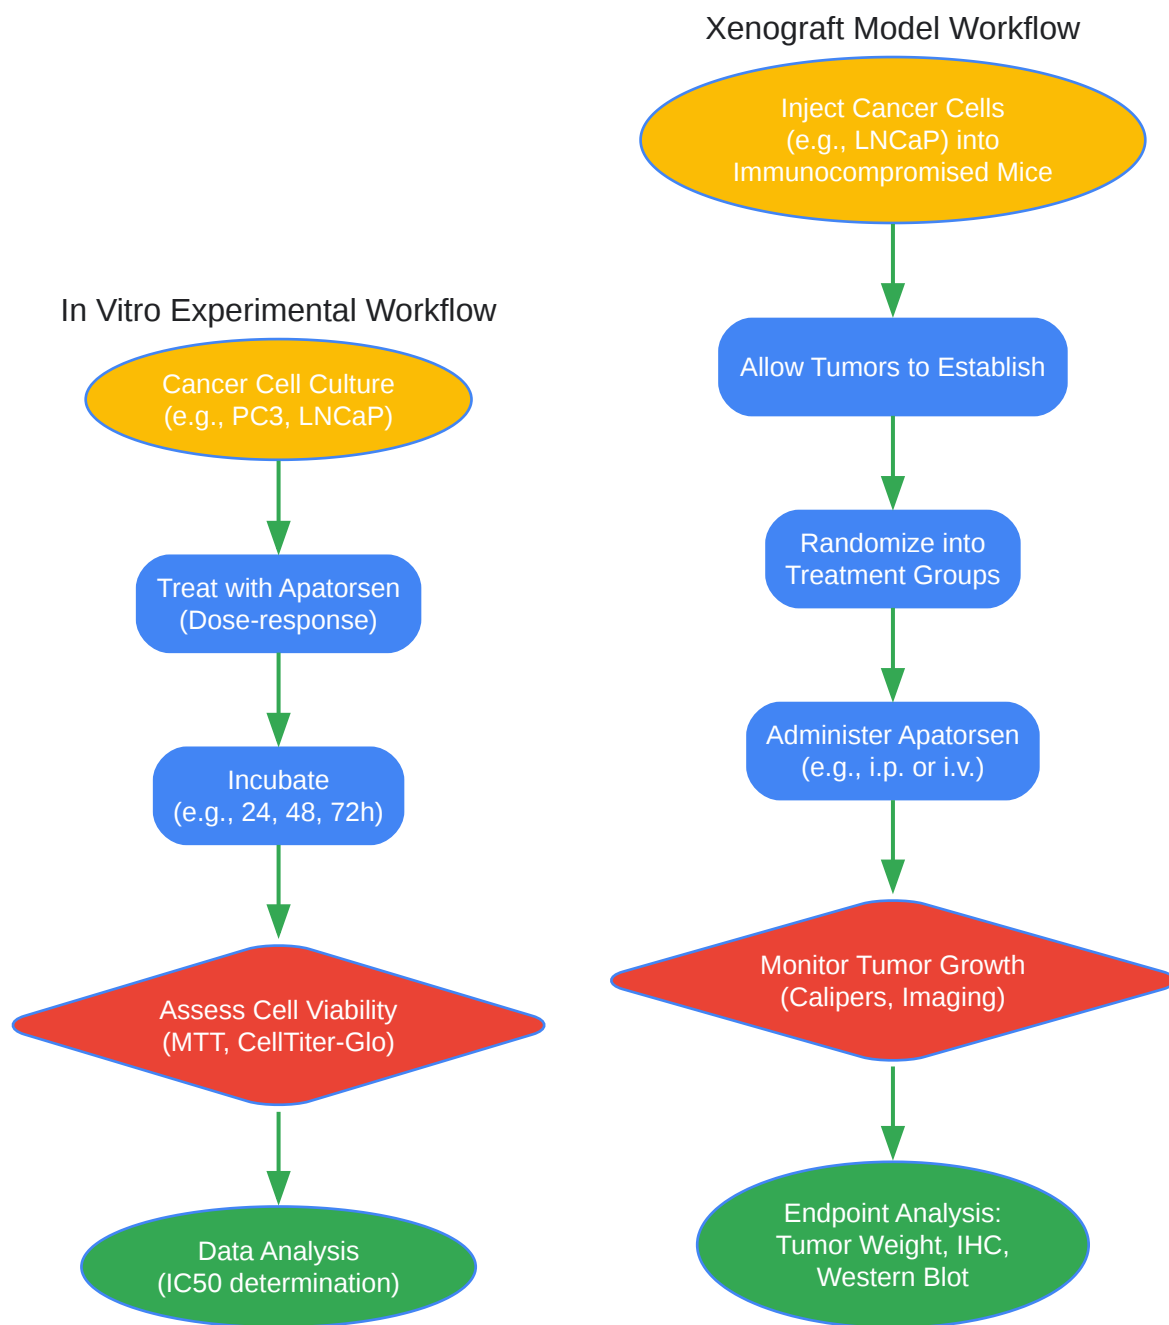 In Vitro Experimental Workflow
Cancer Cell Culture
(e.g., PC3, LNCaP)
Treat with Apatorsen
(Dose-response)
Incubate
(e.g., 24, 48, 72h)
Assess Cell Viability
(MTT, CellTiter-Glo)
Data Analysis
(IC50 determination)
Xenograft Model Workflow
Inject Cancer Cells
(e.g., LNCaP) into
Immunocompromised Mice
Allow Tumors to Establish
Randomize into
Treatment Groups
Administer Apatorsen
(e.g., i.p. or i.v.)
Monitor Tumor Growth
(Calipers, Imaging)
Endpoint Analysis:
Tumor Weight, IHC,
Western Blot